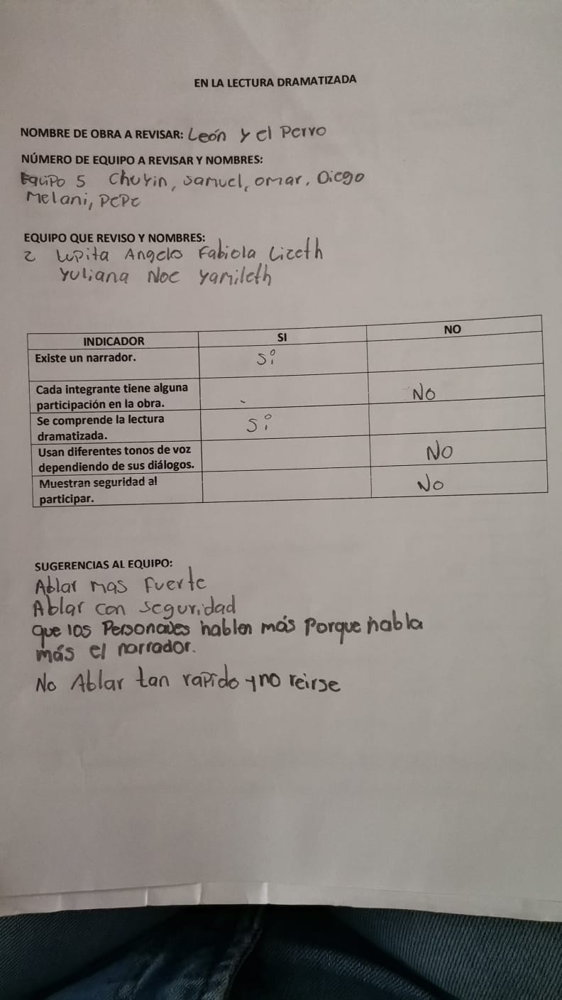 EN LA LECTURA DRAMATIZADA
NOMBRE DE OBRA A REVISAR: León y el Perro
NÚMERO DE EQUIPO A REVISAR Y NOMBRES:
Equipo 5 Churin, Samuel, omar, Diego
Melani, Pepe
EQUIPO QUE REVISO Y NOMBRES:
2 Lupita Angelo Fabiola Lizeth
Yuliana Noe Yamileth
INDICADOR SI NO
Existe un narrador. Si
Cada integrante tiene alguna
participación en la obra. No
Se comprende la lectura
dramatizada. Si
Usan diferentes tonos de voz
dependiendo de sus diálogos. No
Muestran seguridad al
participar. No
SUGERENCIAS AL EQUIPO:
Ablar mas fuerte
Ablar con seguridad
que los Personajes hablen más Porque habla
más el narrador.
No Ablar tan rapido y no reirse